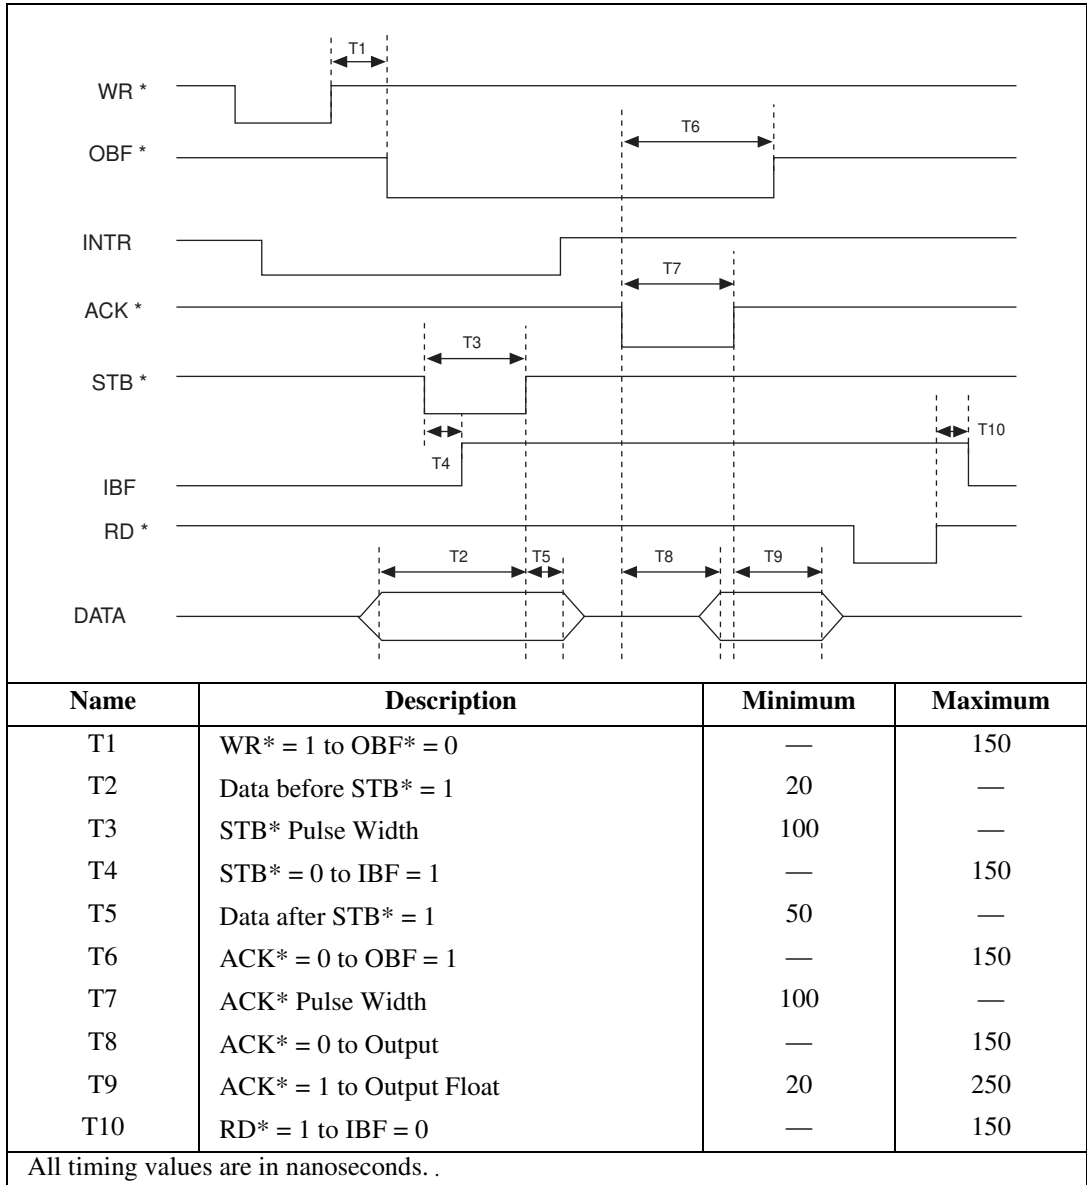 T1
WR *
T6
OBF *
INTR
T7
ACK *
T3
STB *
T10
T4
IBF
RD *
T2 T5 T8 T9
DATA
Name Description Minimum Maximum
T1 WR* = 1 to OBF* = 0 — 150
T2 Data before STB* = 1 20 —
T3 STB* Pulse Width 100 —
T4 STB* = 0 to IBF = 1 — 150
T5 Data after STB* = 1 50 —
T6 ACK* = 0 to OBF = 1 — 150
T7 ACK* Pulse Width 100 —
T8 ACK* = 0 to Output — 150
T9 ACK* = 1 to Output Float 20 250
T10 RD* = 1 to IBF = 0 — 150
All timing values are in nanoseconds. .